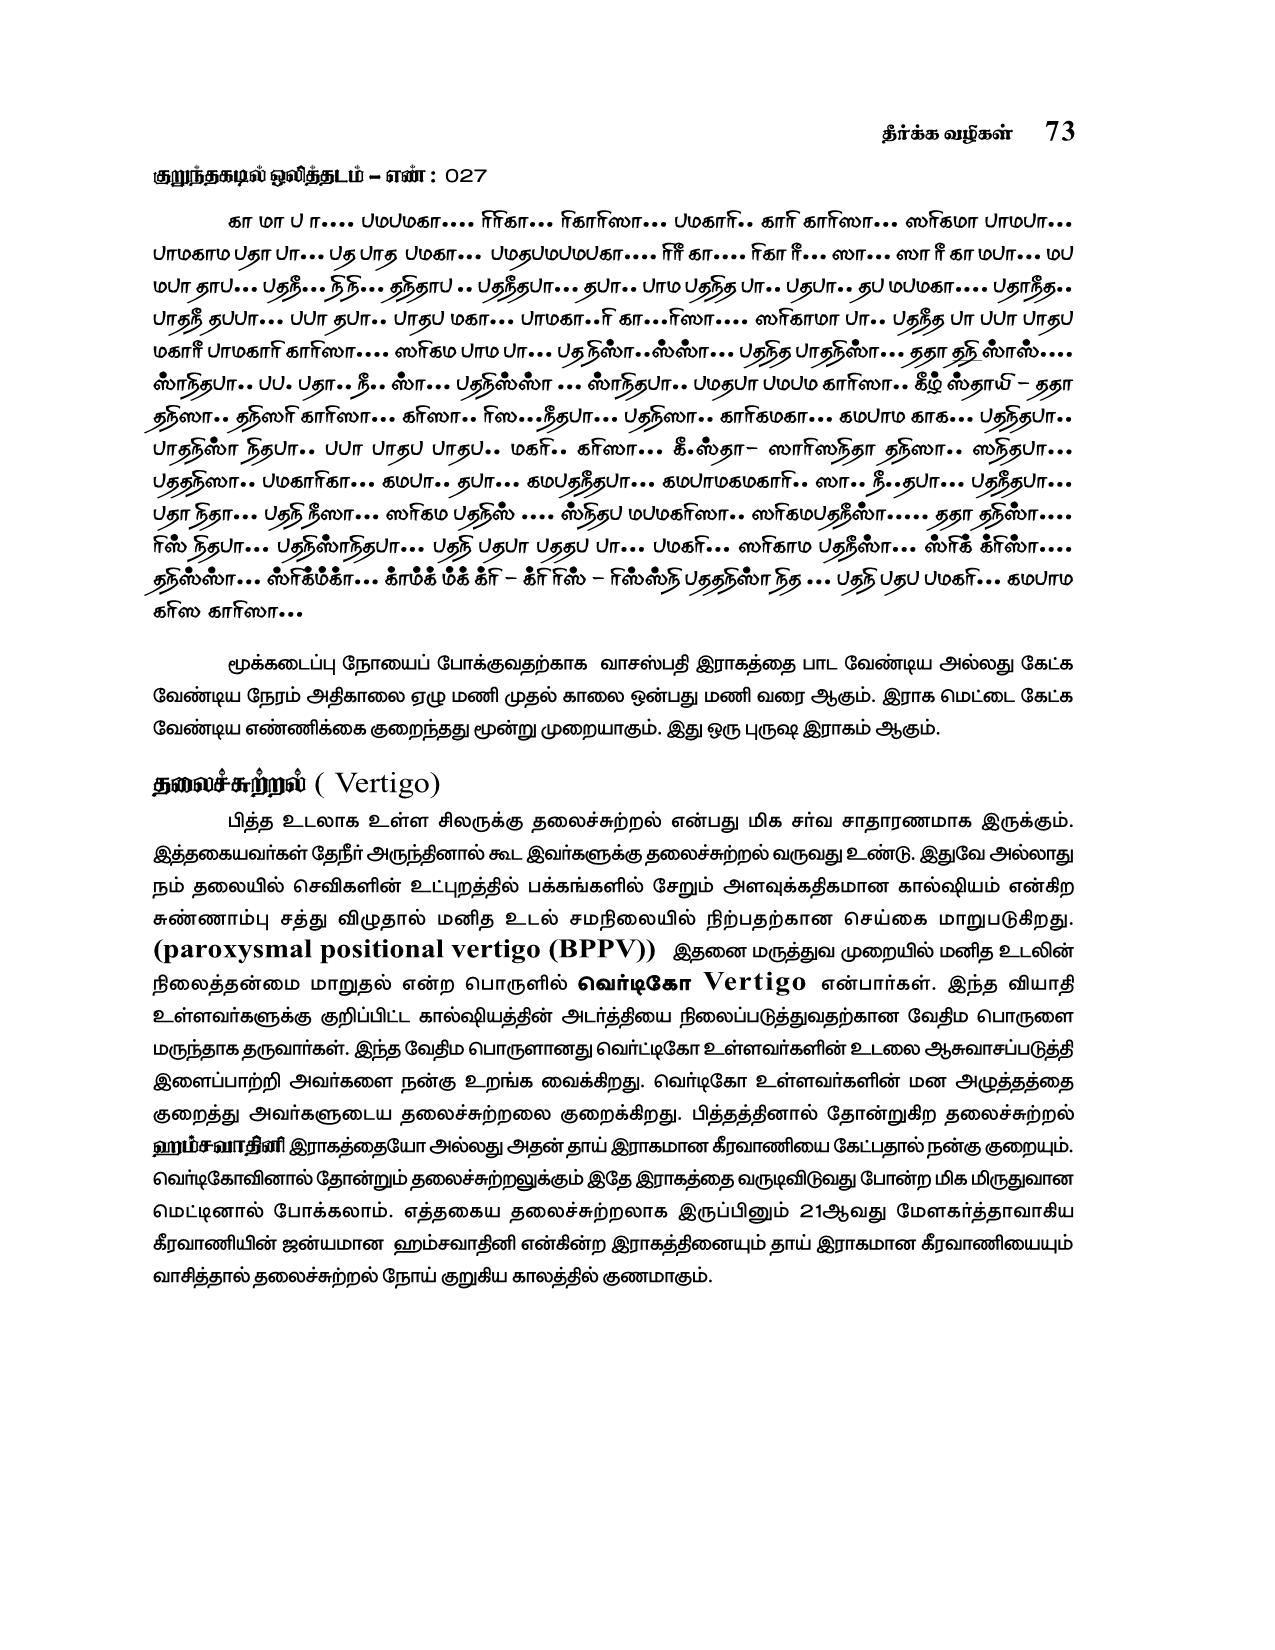 தீர்க்க வழிகள் 73
குறுந்தகடில் ஒலித்தடம் – எண் : 027
கா மா ப ா.... பமபமகா.... ரிரிகா... ரிகாரிஸா... பமகாரி.. காரி காரிஸா... ஸரிகமா பாமபா...
பாமகாம பதா பா... பத பாத பமகா... பமதபமபமபகா.... ரிரீ கா.... ரிகா ரீ... ஸா... ஸா ரீ கா மபா... மப
மபா தாப... பதநீ... நிநி... தநிதாப .. பதநீதபா... தபா.. பாம பதநித பா.. பதபா.. தப மபமகா.... பதாநீத..
பாதநீ தபபா... பபா தபா.. பாதப மகா... பாமகா..ரி கா...ரிஸா.... ஸரிகாமா பா.. பதநீத பா பபா பாதப
மகாரீ பாமகாரி காரிஸா.... ஸரிகம பாம பா... பத நிஸ்ா..ஸ்ஸ்ா... பதநித பாதநிஸ்ா... ததா தநி ஸ்ாஸ்....
ஸ்ாநிதபா.. பப. பதா.. நீ.. ஸ்ா... பதநிஸ்ஸ்ா ... ஸ்ாநிதபா.. பமதபா பமபம காரிஸா.. கீழ் ஸ்தாயி – ததா
தநிஸா.. தநிஸரி காரிஸா... கரிஸா.. ரிஸ...நீதபா... பதநிஸா.. காரிகமகா... கமபாம காக... பதநிதபா..
பாதநிஸ்ா நிதபா.. பபா பாதப பாதப.. மகரி.. கரிஸா... கீ.ஸ்தா– ஸாரிஸநிதா தநிஸா.. ஸநிதபா...
பததநிஸா.. பமகாரிகா... கமபா.. தபா... கமபதநீதபா... கமபாமகமகாரி.. ஸா.. நீ..தபா... பதநீதபா...
பதா நிதா... பதநி நீஸா... ஸரிகம பதநிஸ் .... ஸ்நிதப மபமகரிஸா.. ஸரிகமபதநீஸ்ா..... ததா தநிஸ்ா....
ரிஸ் நிதபா... பதநிஸ்ாநிதபா... பதநி பதபா பததப பா... பமகரி... ஸரிகாம பதநீஸ்ா... ஸ்ரிக் க்ரிஸ்ா....
தநிஸ்ஸ்ா... ஸ்ரிக்ம்க்ா... க்ாம்க் ம்க் க்ரி – க்ரி ரிஸ் – ரிஸ்ஸ்நி பததநிஸ்ா நித ... பதநி பதப பமகரி... கமபாம
கரிஸ காரிஸா...
மூக்கடைப்பு நோயைப் போக்குவதற்காக வாசஸ்பதி இராகத்தை பாட வேண்டிய அல்லது கேட்க
வேண்டிய நேரம் அதிகாலை ஏழு மணி முதல் காலை ஒன்பது மணி வரை ஆகும். இராக மெட்டை கேட்க
வேண்டிய எண்ணிக்கை குறைந்தது மூன்று முறையாகும். இது ஒரு புருஷ இராகம் ஆகும்.
தலைச்சுற்றல் ( Vertigo)
பித்த உடலாக உள்ள சிலருக்கு தலைச்சுற்றல் என்பது மிக சர்வ சாதாரணமாக இருக்கும்.
இத்தகையவர்கள் தேநீர் அருந்தினால் கூட இவர்களுக்கு தலைச்சுற்றல் வருவது உண்டு. இதுவே அல்லாது
நம் தலையில் செவிகளின் உட்புறத்தில் பக்கங்களில் சேறும் அளவுக்கதிகமான கால்ஷியம் என்கிற
சுண்ணாம்பு சத்து விழுதால் மனித உடல் சமநிலையில் நிற்பதற்கான செய்கை மாறுபடுகிறது.
(paroxysmal positional vertigo (BPPV)) இதனை மருத்துவ முறையில் மனித உடலின்
நிலைத்தன்மை மாறுதல் என்ற பொருளில் வெர்டிகோ Vertigo என்பார்கள். இந்த வியாதி
உள்ளவர்களுக்கு குறிப்பிட்ட கால்ஷியத்தின் அடர்த்தியை நிலைப்படுத்துவதற்கான வேதிம பொருளை
மருந்தாக தருவார்கள். இந்த வேதிம பொருளானது வெர்ட்டிகோ உள்ளவர்களின் உடலை ஆசுவாசப்படுத்தி
இளைப்பாற்றி அவர்களை நன்கு உறங்க வைக்கிறது. வெர்டிகோ உள்ளவர்களின் மன அழுத்தத்தை
குறைத்து அவர்களுடைய தலைச்சுற்றலை குறைக்கிறது. பித்தத்தினால் தோன்றுகிற தலைச்சுற்றல்
ஹம்சவாதினி இராகத்தையோ அல்லது அதன் தாய் இராகமான கீரவாணியை கேட்பதால் நன்கு குறையும்.
வெர்டிகோவினால் தோன்றும் தலைச்சுற்றலுக்கும் இதே இராகத்தை வருடிவிடுவது போன்ற மிக மிருதுவான
மெட்டினால் போக்கலாம். எத்தகைய தலைச்சுற்றலாக இருப்பினும் 21ஆவது மேளகர்த்தாவாகிய
கீரவாணியின் ஜன்யமான ஹம்சவாதினி என்கின்ற இராகத்தினையும் தாய் இராகமான கீரவாணியையும்
வாசித்தால் தலைச்சுற்றல் நோய் குறுகிய காலத்தில் குணமாகும்.